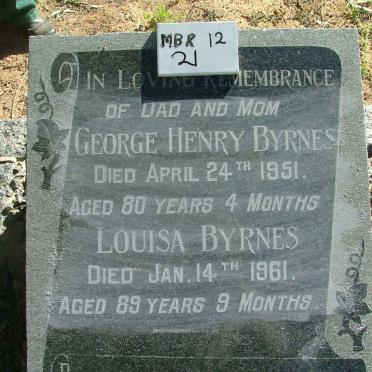 MBR 12
21
IN LOVING REMEMBRANCE
OF DAD AND MOM
GEORGE HENRY BYRNES
DIED APRIL 24TH 1951.
AGED 80 YEARS 4 MONTHS
LOUISA BYRNES
DIED JAN. 14TH 1961.
AGED 89 YEARS 9 MONTHS